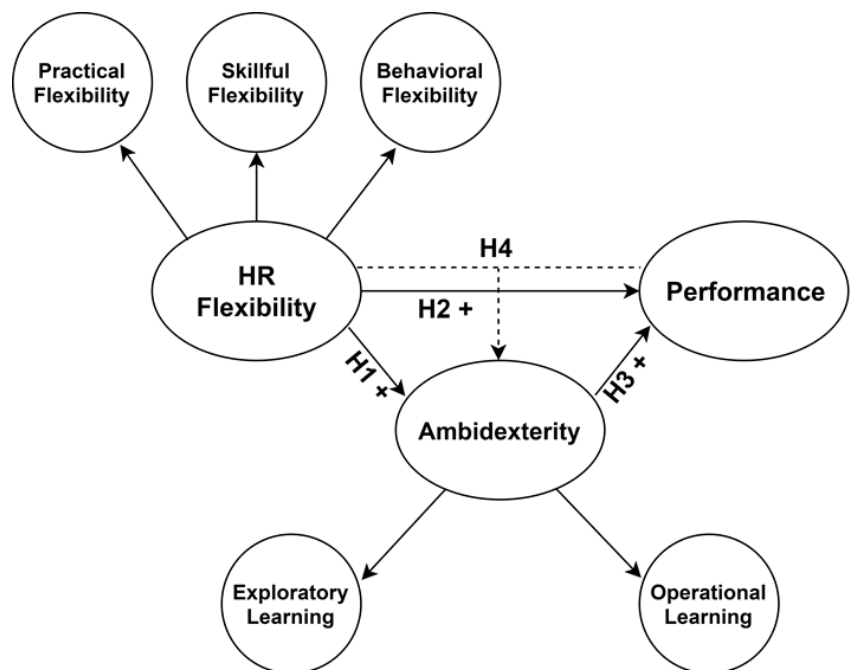 Practical
Flexibility
Skillful
Flexibility
Behavioral
Flexibility
H4
HR
Flexibility
Performance
H2 +
H1 +
H3 +
Ambidexterity
Exploratory
Learning
Operational
Learning